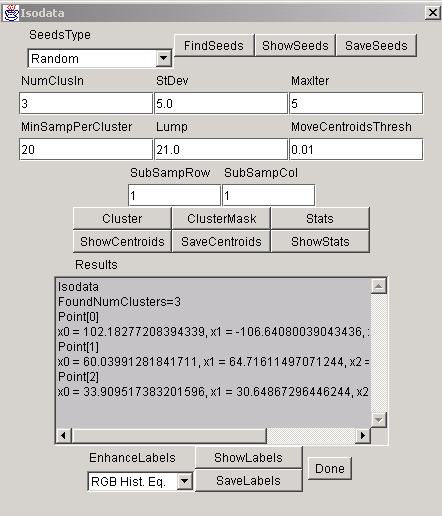 Isodata
SeedsType
Random
FindSeeds ShowSeeds SaveSeeds
NumClusIn StDev MaxIter
3 5.0 5
MinSampPerCluster Lump MoveCentroidsThresh
20 21.0 0.01
SubSampRow SubSampCol
1 1
Cluster ClusterMask Stats
ShowCentroids SaveCentroids ShowStats
Results
Isodata
FoundNumClusters=3
Point[0]
x0 = 102.18277208394339, x1 = -106.64080039043436,
Point[1]
x0 = 60.03991281841711, x1 = 64.71611497071244, x2 =
Point[2]
x0 = 33.909517383201596, x1 = 30.64867296446244, x2
EnhanceLabels
RGB Hist. Eq.
ShowLabels
SaveLabels
Done